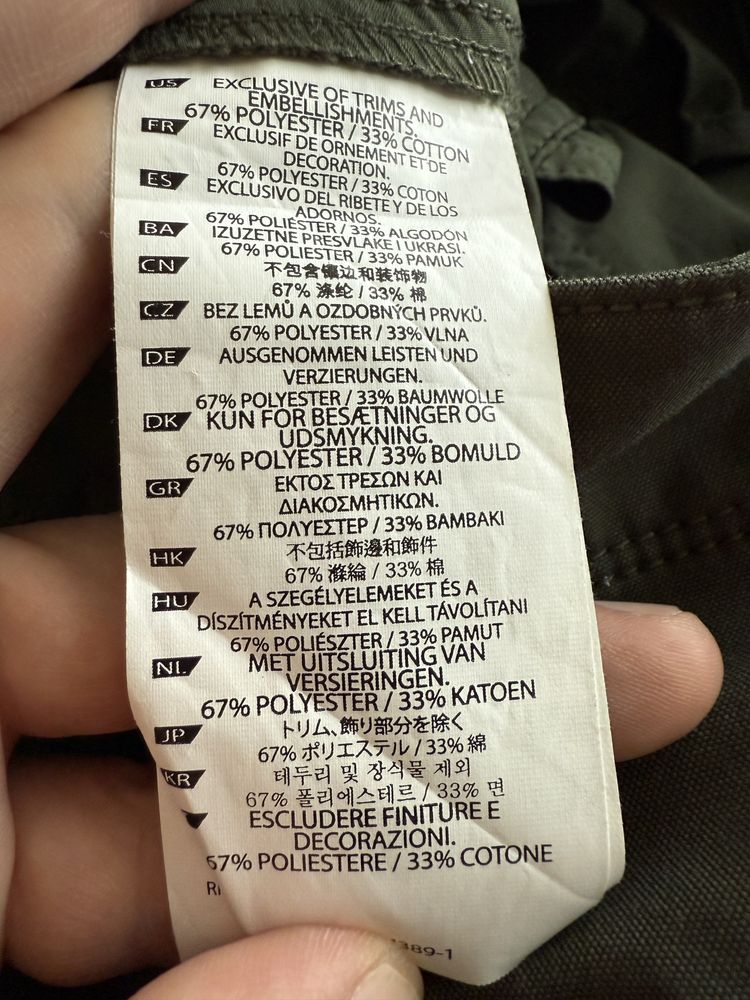 US EXCLUSIVE OF TRIMS AND
EMBELLISHMENTS.
67% POLYESTER / 33% COTTON
FR EXCLUSIF DE ORNEMENT ET DE
DECORATION.
67% POLYESTER / 33% COTON
ES EXCLUSIVO DEL RIBETE Y DE LOS
ADORNOS.
67% POLIÉSTER / 33% ALGODÓN
BA IZUZETNE PRESVLAKE I UKRASI.
67% POLIESTER / 33% PAMUK
CN 不包含镶边和装饰物
67% 涤纶 / 33% 棉
CZ BEZ LEMŮ A OZDOBNÝCH PRVKŮ.
67% POLYESTER / 33% VLNA
DE AUSGENOMMEN LEISTEN UND
VERZIERUNGEN.
67% POLYESTER / 33% BAUMWOLLE
DK KUN FOR BESÆTNINGER OG
UDSMYKNING.
67% POLYESTER / 33% BOMULD
GR ΕΚΤΟΣ ΤΡΕΣΩΝ ΚΑΙ
ΔΙΑΚΟΣΜΗΤΙΚΩΝ.
67% ΠΟΛΥΕΣΤΕΡ / 33% ΒΑΜΒΑΚΙ
HK 不包括飾邊和飾件
67% 滌綸 / 33% 棉
HU A SZEGÉLYELEMEKET ÉS A
DÍSZÍTMÉNYEKET EL KELL TÁVOLÍTANI
67% POLIÉSZTER / 33% PAMUT
NL MET UITSLUITING VAN
VERSIERINGEN.
67% POLYESTER / 33% KATOEN
JP トリム、飾り部分を除く
67% ポリエステル / 33% 綿
KR 테두리 및 장식물 제외
67% 폴리에스테르 / 33% 면
ESCLUDERE FINITURE E
DECORAZIONI.
67% POLIESTERE / 33% COTONE
389-1